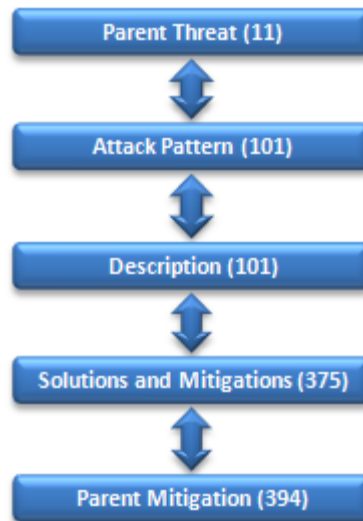 Parent Threat (11)
Attack Pattern (101)
Description (101)
Solutions and Mitigations (375)
Parent Mitigation (394)